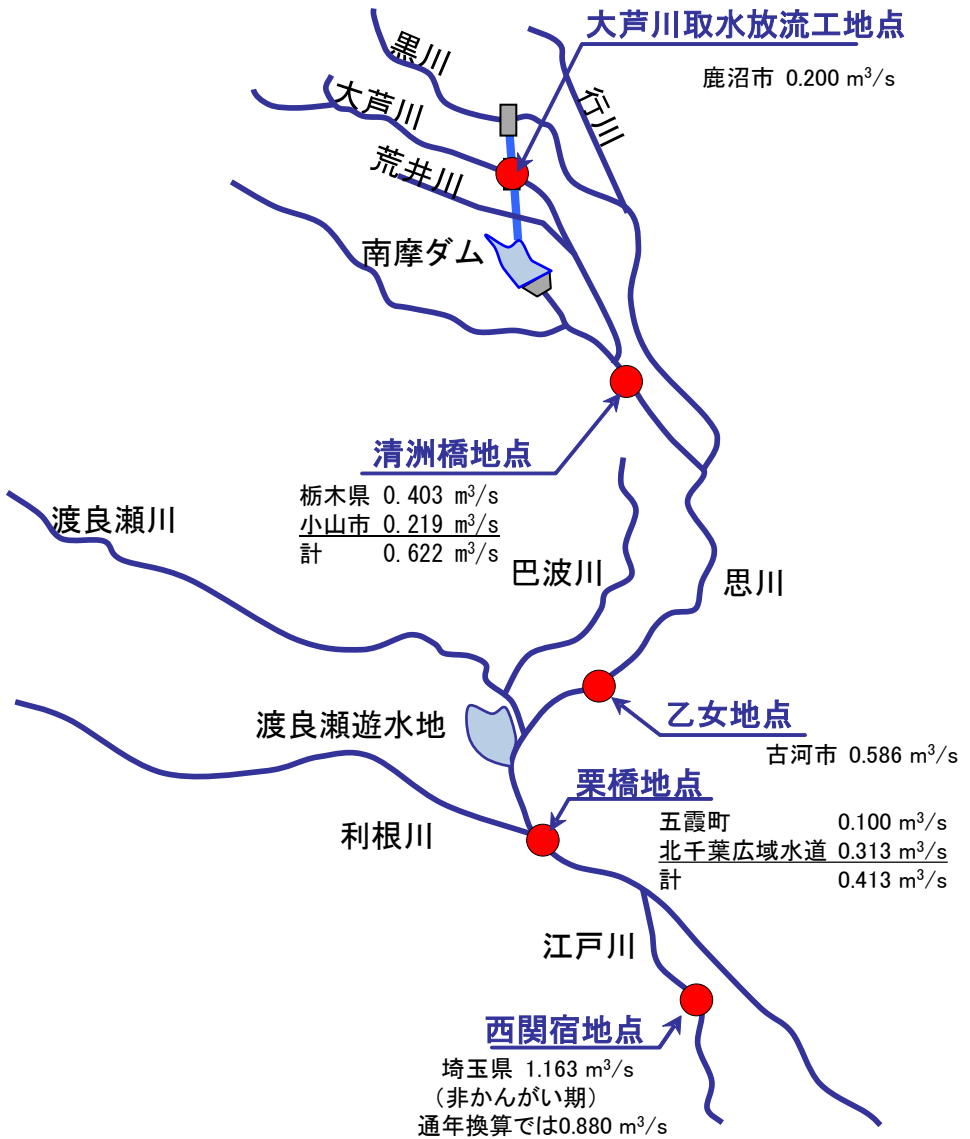 大芦川取水放流工地点
鹿沼市 0.200 m³/s
黒川
大芦川
行川
荒井川
南摩ダム
清洲橋地点
栃木県 0.403 m³/s
小山市 0.219 m³/s
計 0.622 m³/s
渡良瀬川
巴波川
思川
渡良瀬遊水地
乙女地点
古河市 0.586 m³/s
栗橋地点
五霞町 0.100 m³/s
北千葉広域水道 0.313 m³/s
計 0.413 m³/s
利根川
江戸川
西関宿地点
埼玉県 1.163 m³/s
（非かんがい期）
通年換算では0.880 m³/s